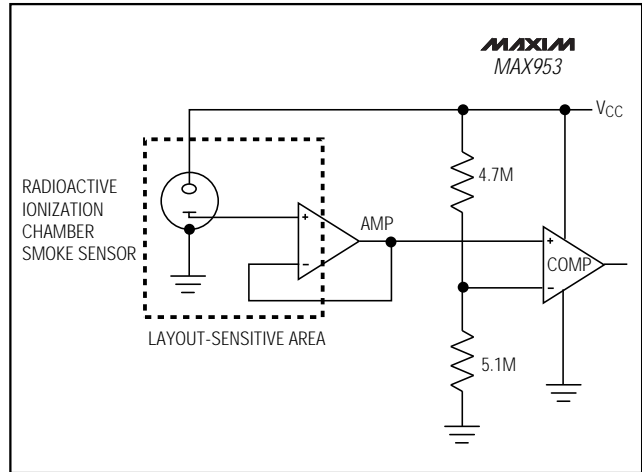 MAXIM
MAX953
VCC
4.7M
RADIOACTIVE
IONIZATION
CHAMBER
SMOKE SENSOR
+
-
AMP
+
-
COMP
LAYOUT-SENSITIVE AREA
5.1M